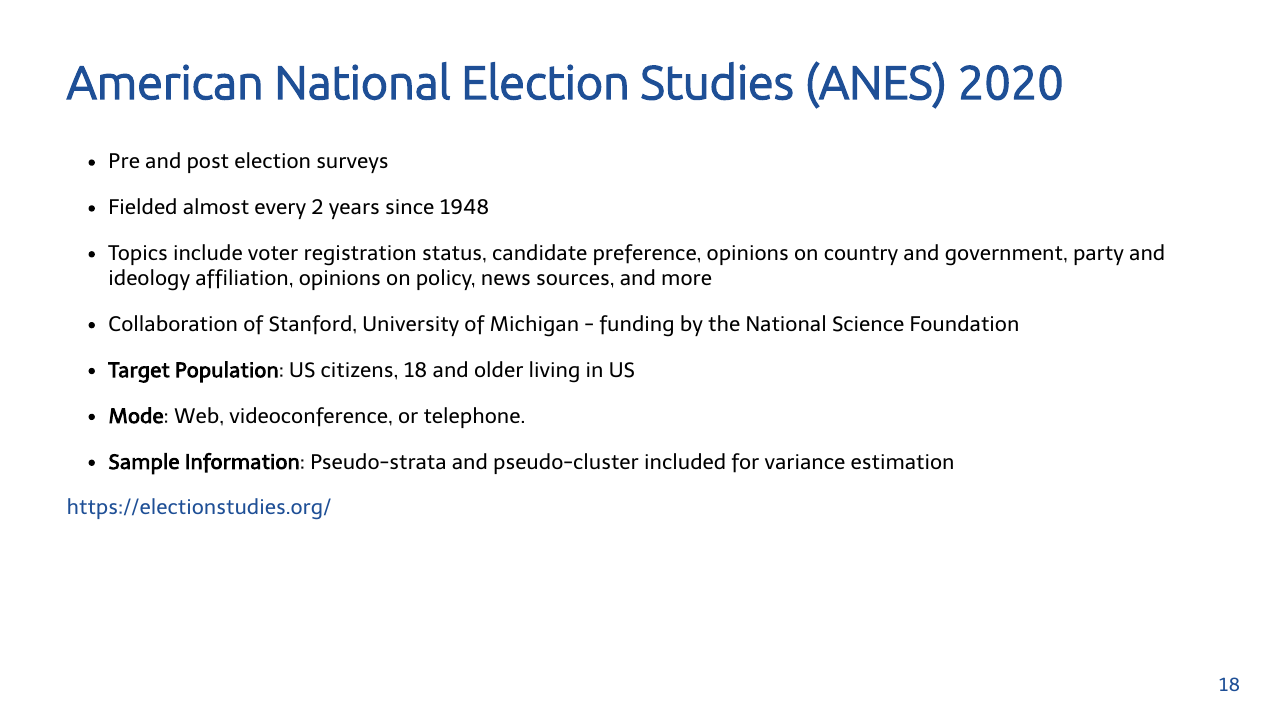 American National Election Studies (ANES) 2020
• Pre and post election surveys
• Fielded almost every 2 years since 1948
• Topics include voter registration status, candidate preference, opinions on country and government, party and
ideology affiliation, opinions on policy, news sources, and more
• Collaboration of Stanford, University of Michigan - funding by the National Science Foundation
• Target Population: US citizens, 18 and older living in US
• Mode: Web, videoconference, or telephone.
• Sample Information: Pseudo-strata and pseudo-cluster included for variance estimation
https://electionstudies.org/
18